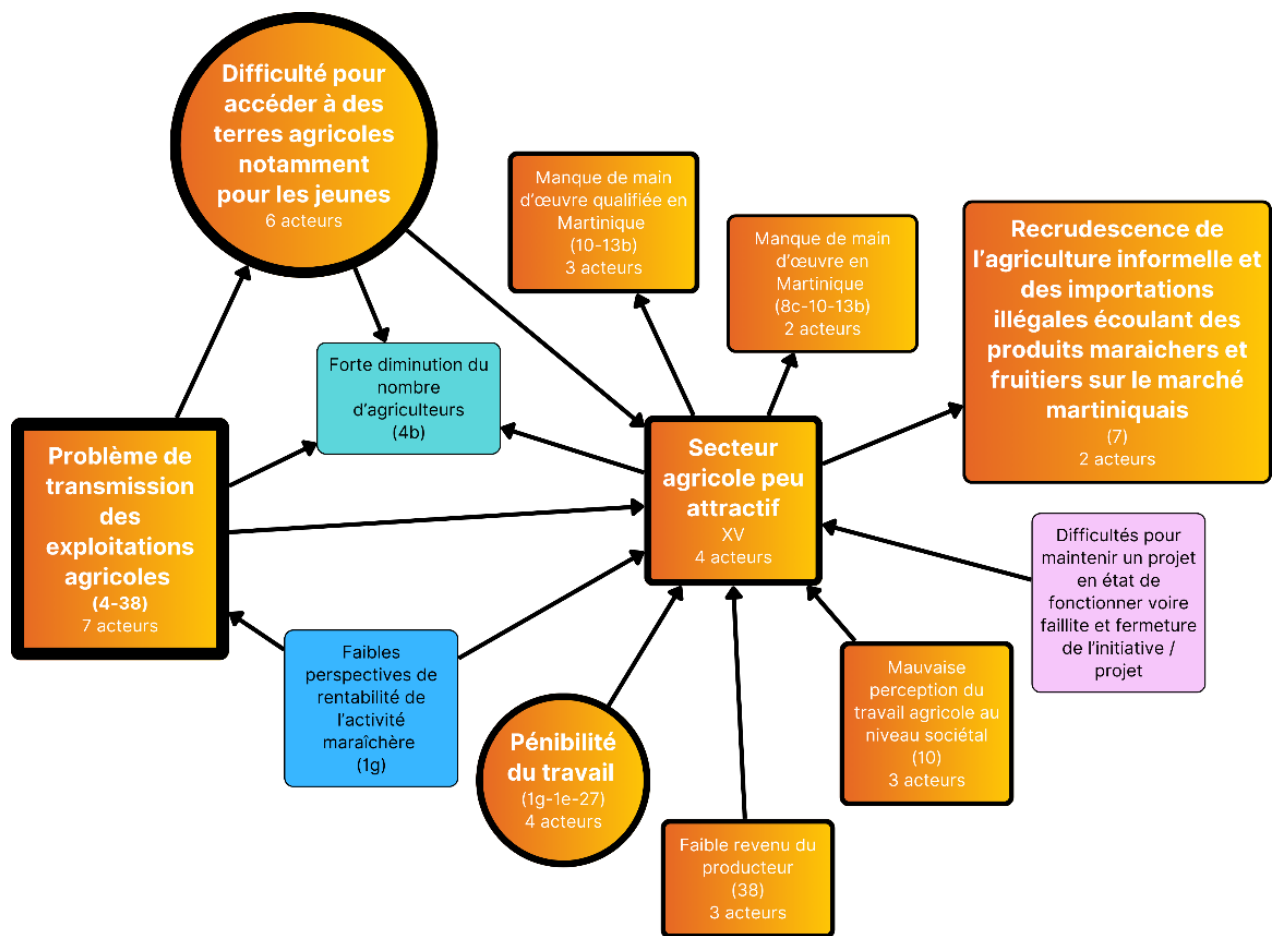 Difficulté pour
accéder à des
terres agricoles
notamment
pour les jeunes
6 acteurs
Manque de main
d’œuvre qualifiée en
Martinique
(10-13b)
3 acteurs
Manque de main
d’œuvre en
Martinique
(8c-10-13b)
2 acteurs
Recrudescence de
l’agriculture informelle et
des importations
illégales écoulant des
produits maraichers et
fruitiers sur le marché
martiniquais
(7)
2 acteurs
Forte diminution du
nombre
d’agriculteurs
(4b)
Problème de
transmission
des
exploitations
agricoles
(4-38)
7 acteurs
Secteur
agricole peu
attractif
XV
4 acteurs
Difficultés pour
maintenir un projet
en état de
fonctionner voire
faillite et fermeture
de l’initiative /
projet
Faibles
perspectives de
rentabilité de
l’activité
maraîchère
(1g)
Pénibilité
du travail
(1g-1e-27)
4 acteurs
Mauvaise
perception du
travail agricole au
niveau sociétal
(10)
3 acteurs
Faible revenu du
producteur
(38)
3 acteurs